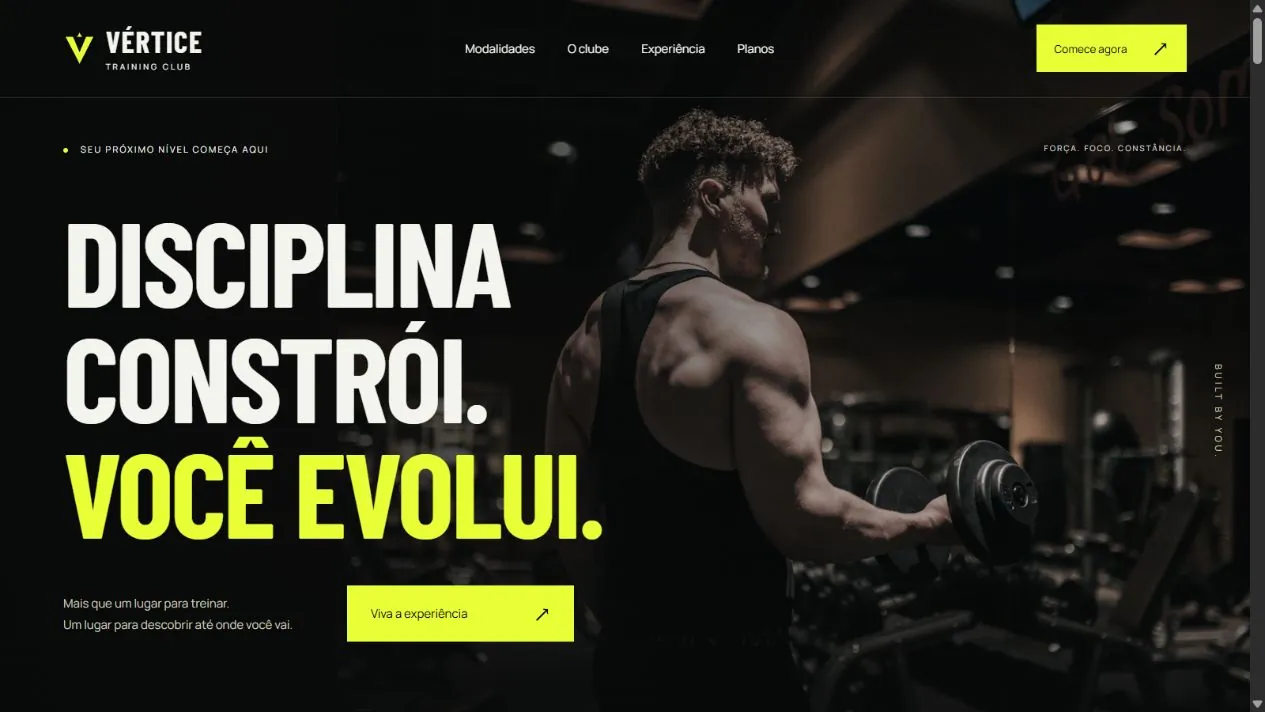 VÉRTICE
TRAINING CLUB
Modalidades
O clube
Experiência
Planos
Comece agora
SEU PRÓXIMO NÍVEL COMEÇA AQUI
FORÇA. FOCO. CONSTÂNCIA.
DISCIPLINA
CONSTRÓI.
VOCÊ EVOLUI.
BUILT BY YOU.
Mais que um lugar para treinar.
Um lugar para descobrir até onde você vai.
Viva a experiência